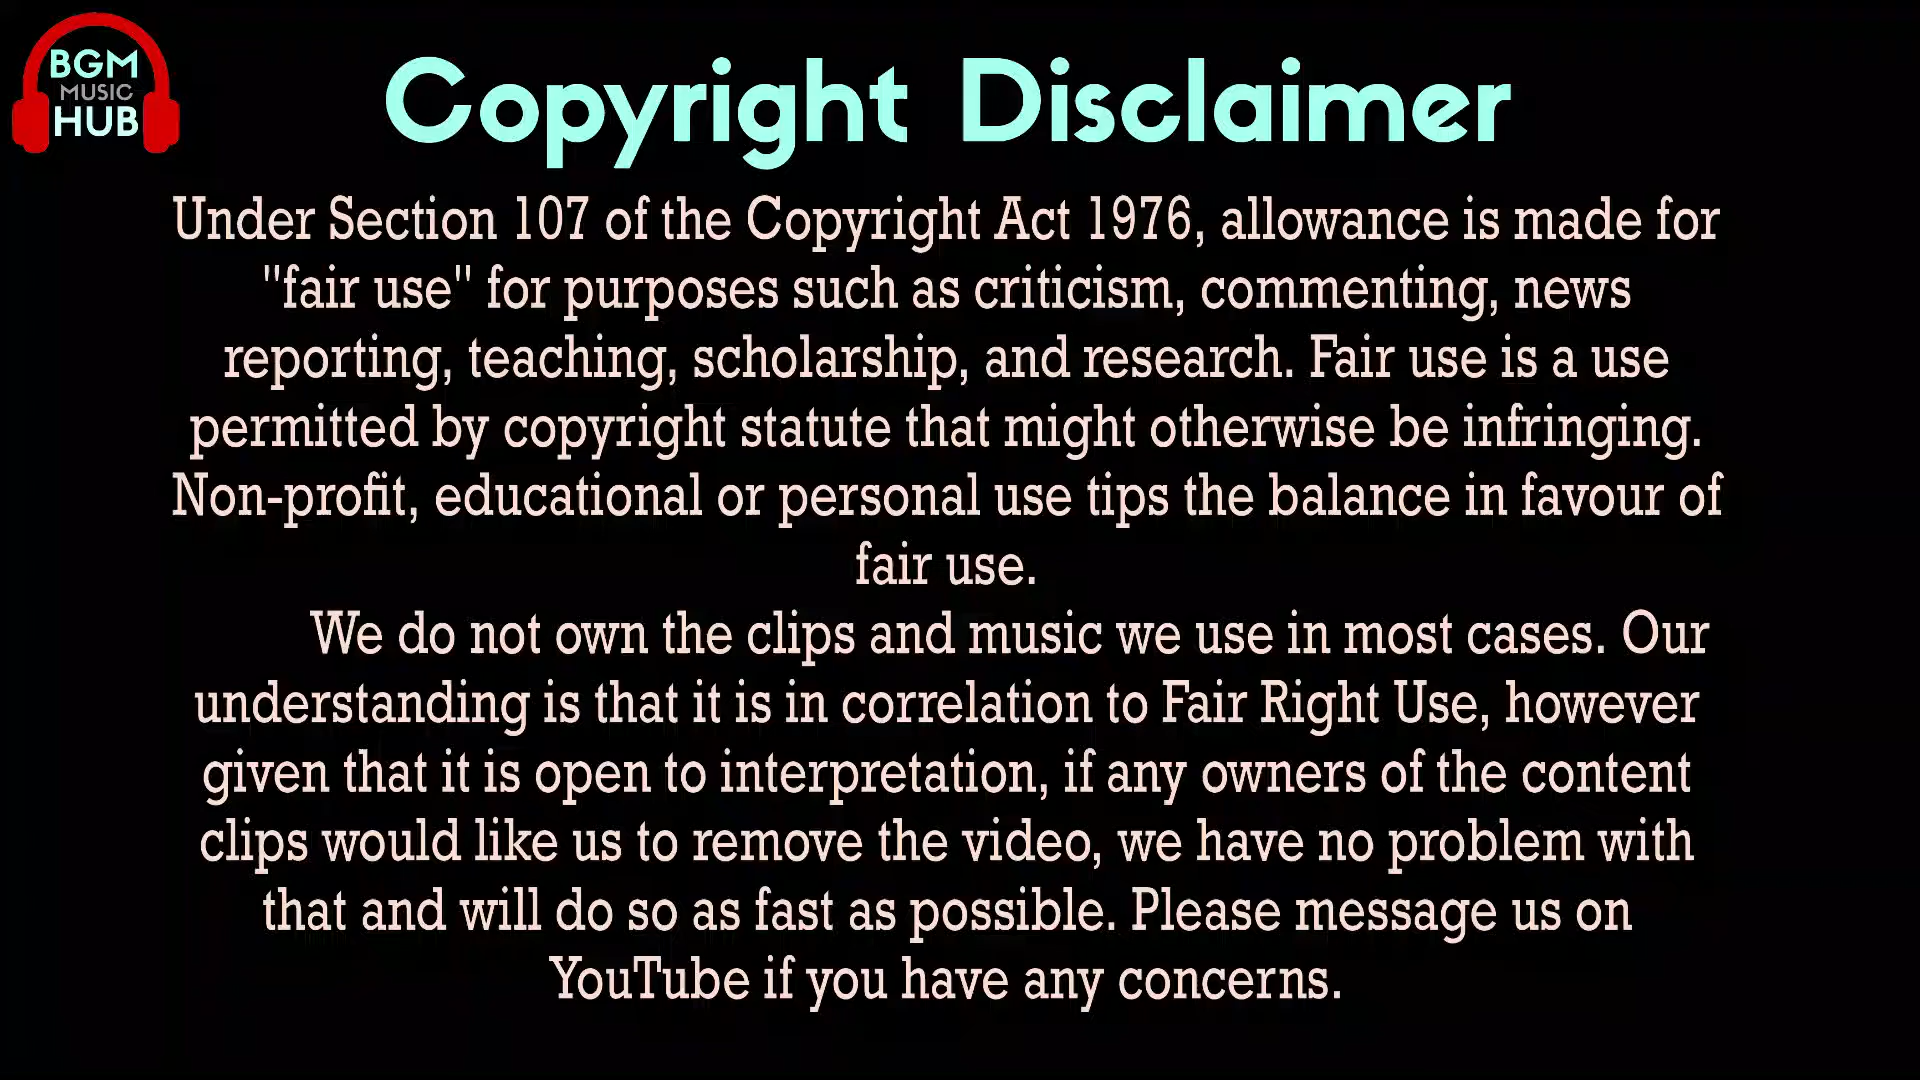 BGM
MUSIC
HUB
Copyright Disclaimer
Under Section 107 of the Copyright Act 1976, allowance is made for
"fair use" for purposes such as criticism, commenting, news
reporting, teaching, scholarship, and research. Fair use is a use
permitted by copyright statute that might otherwise be infringing.
Non-profit, educational or personal use tips the balance in favour of
fair use.
We do not own the clips and music we use in most cases. Our
understanding is that it is in correlation to Fair Right Use, however
given that it is open to interpretation, if any owners of the content
clips would like us to remove the video, we have no problem with
that and will do so as fast as possible. Please message us on
YouTube if you have any concerns.